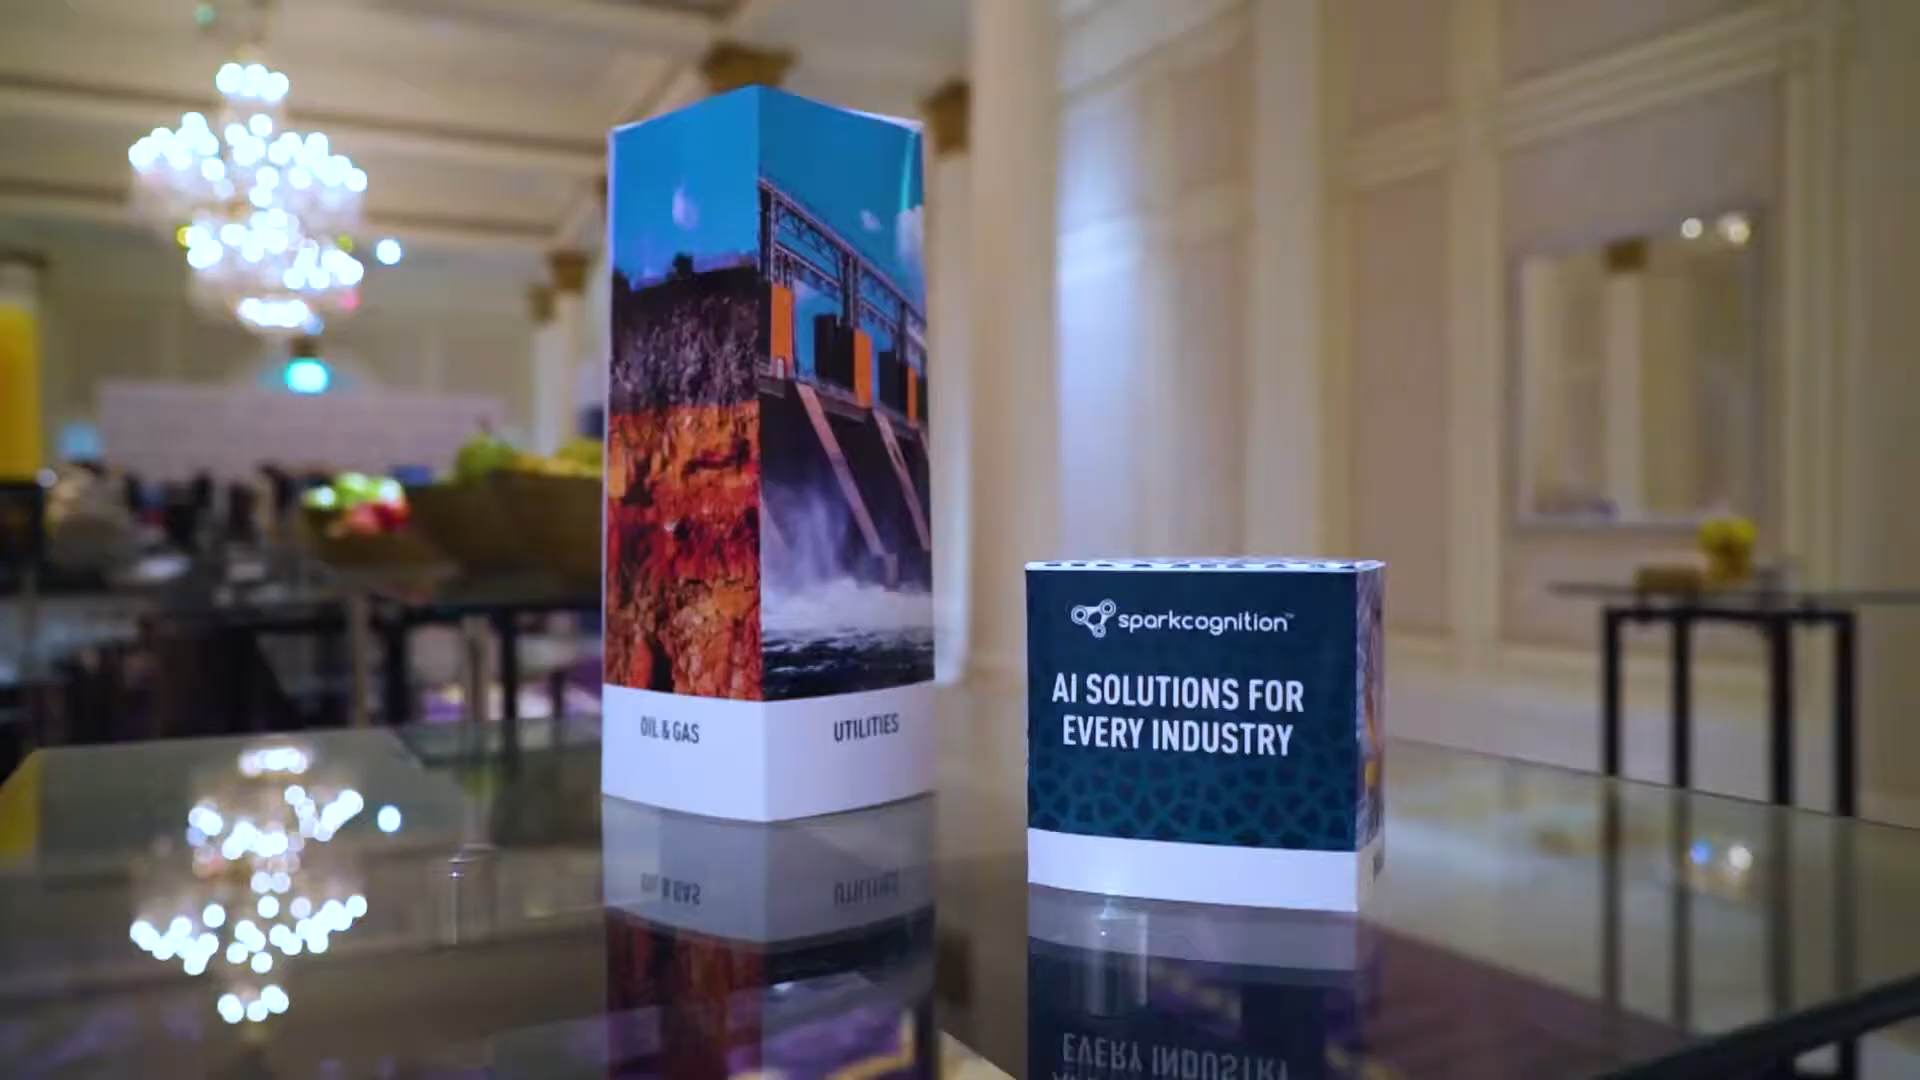 OIL & GAS
UTILITIES
sparkcognition™
AI SOLUTIONS FOR
EVERY INDUSTRY